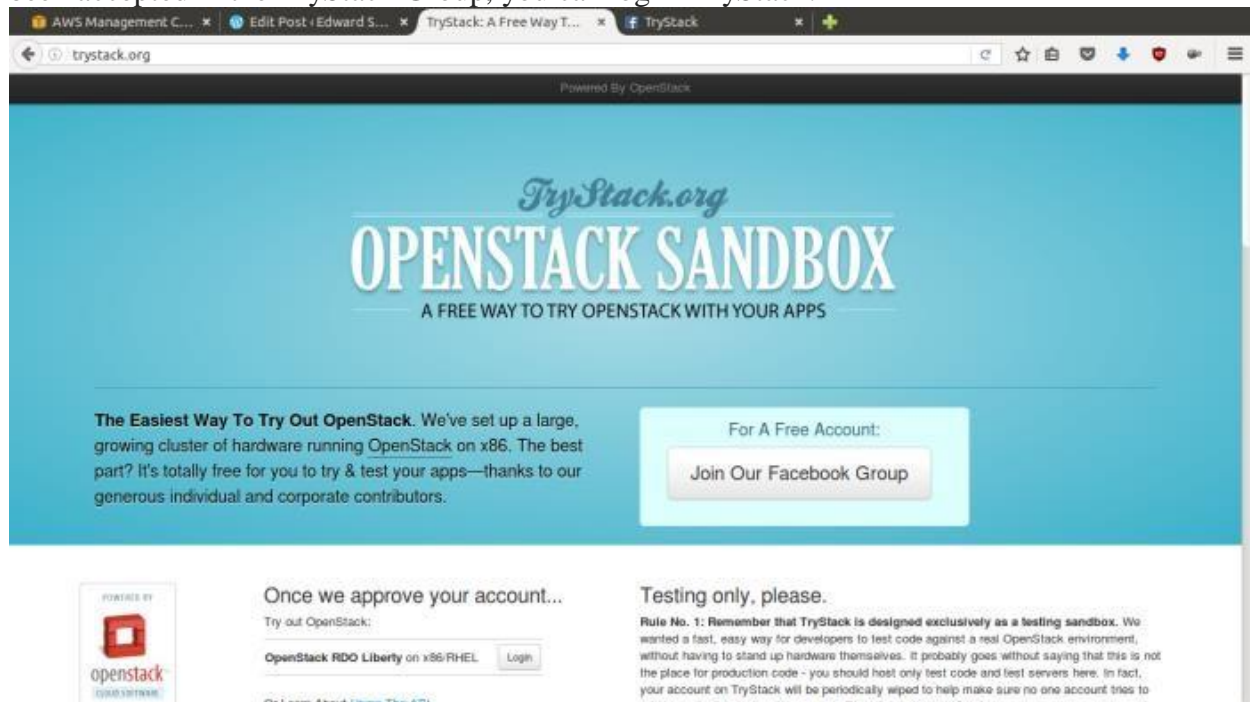 AWS Management C...
Edit Post ‹ Edward S...
TryStack: A Free Way T...
TryStack
trystack.org
Powered By OpenStack
TryStack.org
OPENSTACK SANDBOX
A FREE WAY TO TRY OPENSTACK WITH YOUR APPS
The Easiest Way To Try Out OpenStack. We've set up a large,
growing cluster of hardware running OpenStack on x86. The best
part? It's totally free for you to try & test your apps—thanks to our
generous individual and corporate contributors.
For A Free Account:
Join Our Facebook Group
POWERED BY
openstack
CLOUD SOFTWARE
Once we approve your account...
Try out OpenStack:
OpenStack RDO Liberty on x86/RHEL
Login
Testing only, please.
Rule No. 1: Remember that TryStack is designed exclusively as a testing sandbox. We
wanted a fast, easy way for developers to test code against a real OpenStack environment,
without having to stand up hardware themselves. It probably goes without saying that this is not
the place for production code - you should host only test code and test servers here. In fact,
your account on TryStack will be periodically wiped to help make sure no one account tries to